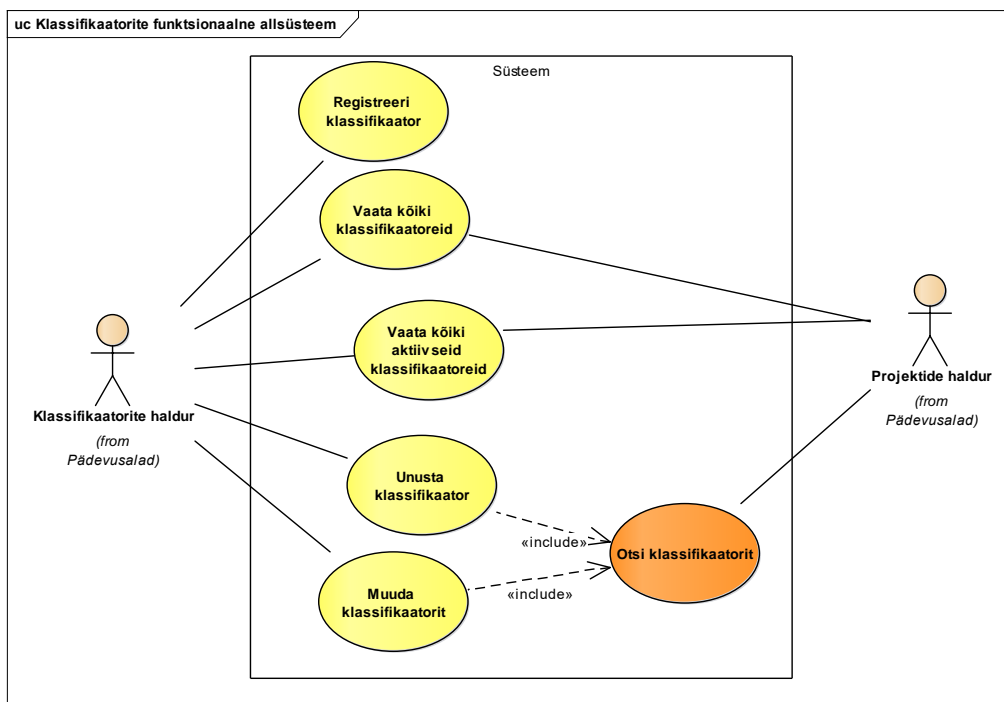 uc Klassifikaatorite funktsionaalne allsüsteem
Süsteem
Registreeri
klassifikaator
Vaata kõiki
klassifikaatoreid
Vaata kõiki
aktiivseid
klassifikaatoreid
Klassifikaatorite haldur
(from
Pädevusalad)
Projektide haldur
(from
Pädevusalad)
Unusta
klassifikaator
«include»
Otsi klassifikaatorit
Muuda
klassifikaatorit
«include»